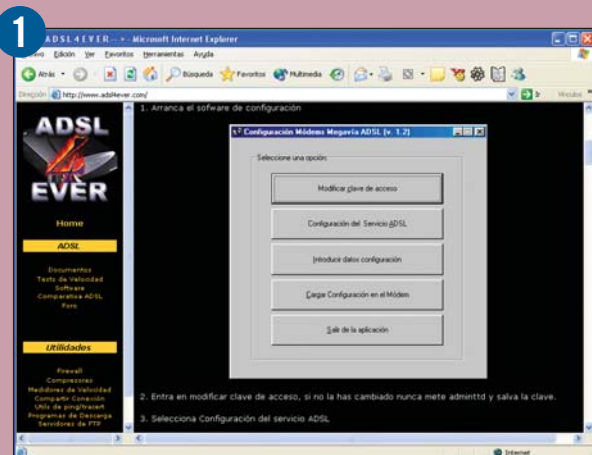 1
ADSL4EVER -- > - Microsoft Internet Explorer
Edición Ver Favoritos Herramientas Ayuda
Atrás Búsqueda Favoritos Multimedia
Dirección http://www.adsl4ever.com/ Ir Vínculos
ADSL
4
EVER
Home
ADSL
Documentos
Tests de Velocidad
Software
Comparativa ADSL
Foro
Utilidades
Firewall
Compresores
Medidores de Velocidad
Compartir Conexión
Utils de ping/tracert
Programas de Descarga
Servidores de FTP
1. Arranca el sofware de configuración
Configuración Módems Megavía ADSL (v. 1.2)
Seleccione una opción:
Modificar clave de acceso
Configuración del Servicio ADSL
Introduce datos configuración
Cargar Configuración en el Módem
Salir de la aplicación
2. Entra en modificar clave de acceso, si no la has cambiado nunca mete adminttd y salva la clave.
3. Selecciona Configuración del servicio ADSL
Internet